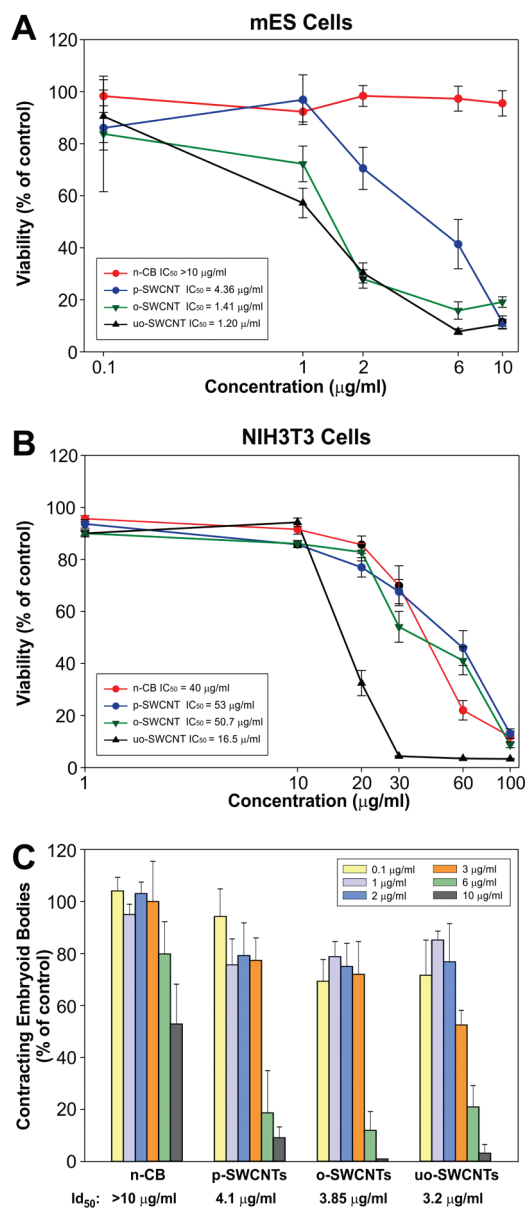 A
mES Cells
120
100
80
60
40
20
0
Viability (% of control)
n-CB IC50 >10 μg/ml
p-SWCNT IC50 = 4.36 μg/ml
o-SWCNT IC50 = 1.41 μg/ml
uo-SWCNT IC50 = 1.20 μ/ml
0.1 1 2 6 10
Concentration (μg/ml)
B
NIH3T3 Cells
120
100
80
60
40
20
0
Viability (% of control)
n-CB IC50 = 40 μg/ml
p-SWCNT IC50 = 53 μg/ml
o-SWCNT IC50 = 50.7 μg/ml
uo-SWCNT IC50 = 16.5 μ/ml
1 10 20 30 60 100
Concentration (μg/ml)
C
120
100
80
60
40
20
0
Contracting Embryoid Bodies
(% of control)
0.1 μg/ml 3 μg/ml
1 μg/ml 6 μg/ml
2 μg/ml 10 μg/ml
n-CB p-SWCNTs o-SWCNTs uo-SWCNTs
Id50: >10 μg/ml 4.1 μg/ml 3.85 μg/ml 3.2 μg/ml